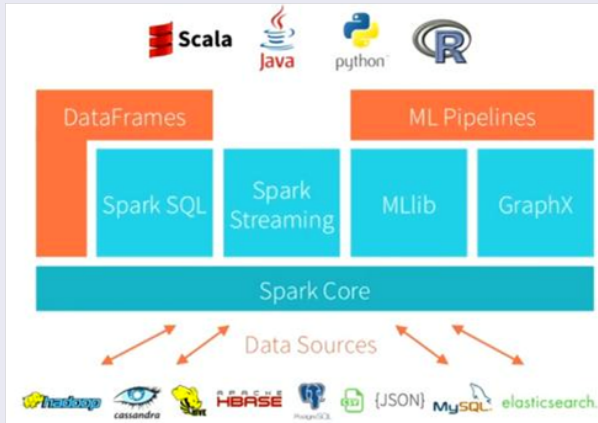 Scala
Java
python
R
DataFrames
ML Pipelines
Spark SQL
Spark
Streaming
MLlib
GraphX
Spark Core
Data Sources
hadoop
cassandra
HIVE
APACHE
HBASE
PostgreSQL
{JSON}
MySQL
elasticsearch.